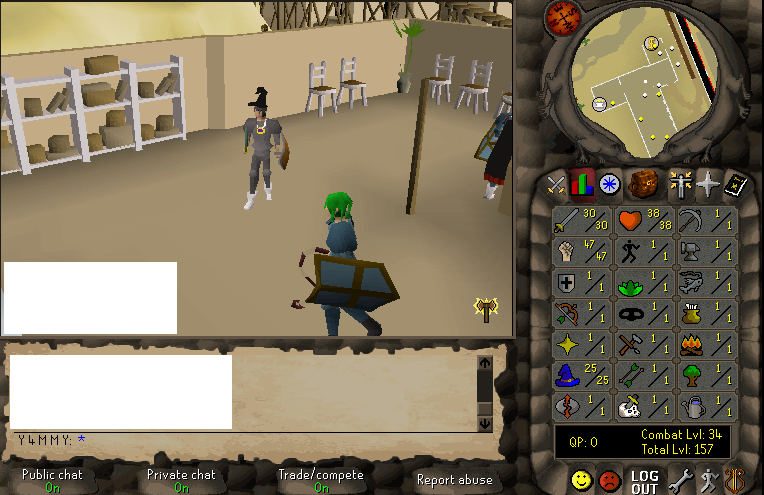 30 30 38 38 1 1
47 47 1 1 1 1
1 1 1 1 1 1
1 1 1 1 1 1
1 1 1 1 1 1
25 25 1 1 1 1
1 1 1 1 1 1
QP: 0
Combat Lvl: 34
Total Lvl: 157
Y4MMY: *
Public chat
On
Private chat
On
Trade/compete
On
Report abuse
LOG
OUT